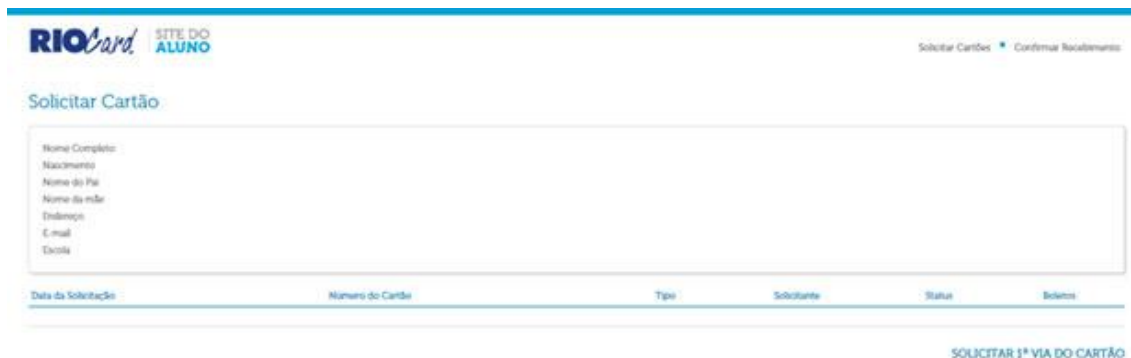 RIOCard SITE DO ALUNO
Solicitar Cartões Confirmar Recebimento
Solicitar Cartão
Nome Completo
Nascimento
Nome do Pai
Nome da mãe
Endereço
E-mail
Escola
Data da Solicitação Número do Cartão Tipo Solicitante Status Boletos
SOLICITAR 1ª VIA DO CARTÃO